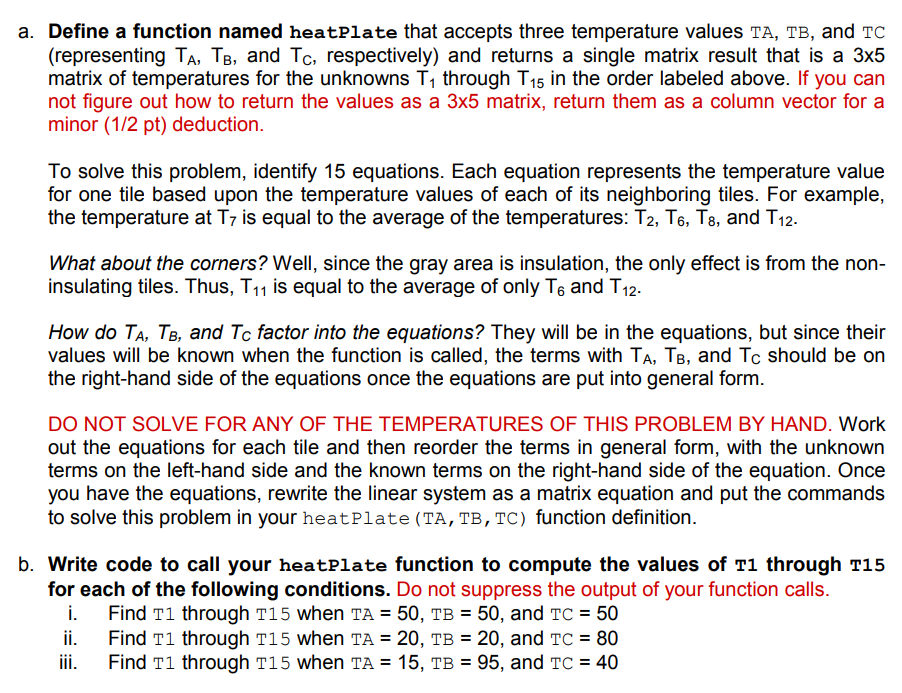 a. Define a function named heatPlate that accepts three temperature values TA, TB, and TC
(representing TA, TB, and TC, respectively) and returns a single matrix result that is a 3x5
matrix of temperatures for the unknowns T1 through T15 in the order labeled above. If you can
not figure out how to return the values as a 3x5 matrix, return them as a column vector for a
minor (1/2 pt) deduction.
To solve this problem, identify 15 equations. Each equation represents the temperature value
for one tile based upon the temperature values of each of its neighboring tiles. For example,
the temperature at T7 is equal to the average of the temperatures: T2, T6, T8, and T12.
What about the corners? Well, since the gray area is insulation, the only effect is from the non-
insulating tiles. Thus, T11 is equal to the average of only T6 and T12.
How do TA, TB, and TC factor into the equations? They will be in the equations, but since their
values will be known when the function is called, the terms with TA, TB, and TC should be on
the right-hand side of the equations once the equations are put into general form.
DO NOT SOLVE FOR ANY OF THE TEMPERATURES OF THIS PROBLEM BY HAND. Work
out the equations for each tile and then reorder the terms in general form, with the unknown
terms on the left-hand side and the known terms on the right-hand side of the equation. Once
you have the equations, rewrite the linear system as a matrix equation and put the commands
to solve this problem in your heatPlate(TA,TB,TC) function definition.
b. Write code to call your heatPlate function to compute the values of T1 through T15
for each of the following conditions. Do not suppress the output of your function calls.
i. Find T1 through T15 when TA = 50, TB = 50, and TC = 50
ii. Find T1 through T15 when TA = 20, TB = 20, and TC = 80
iii. Find T1 through T15 when TA = 15, TB = 95, and TC = 40